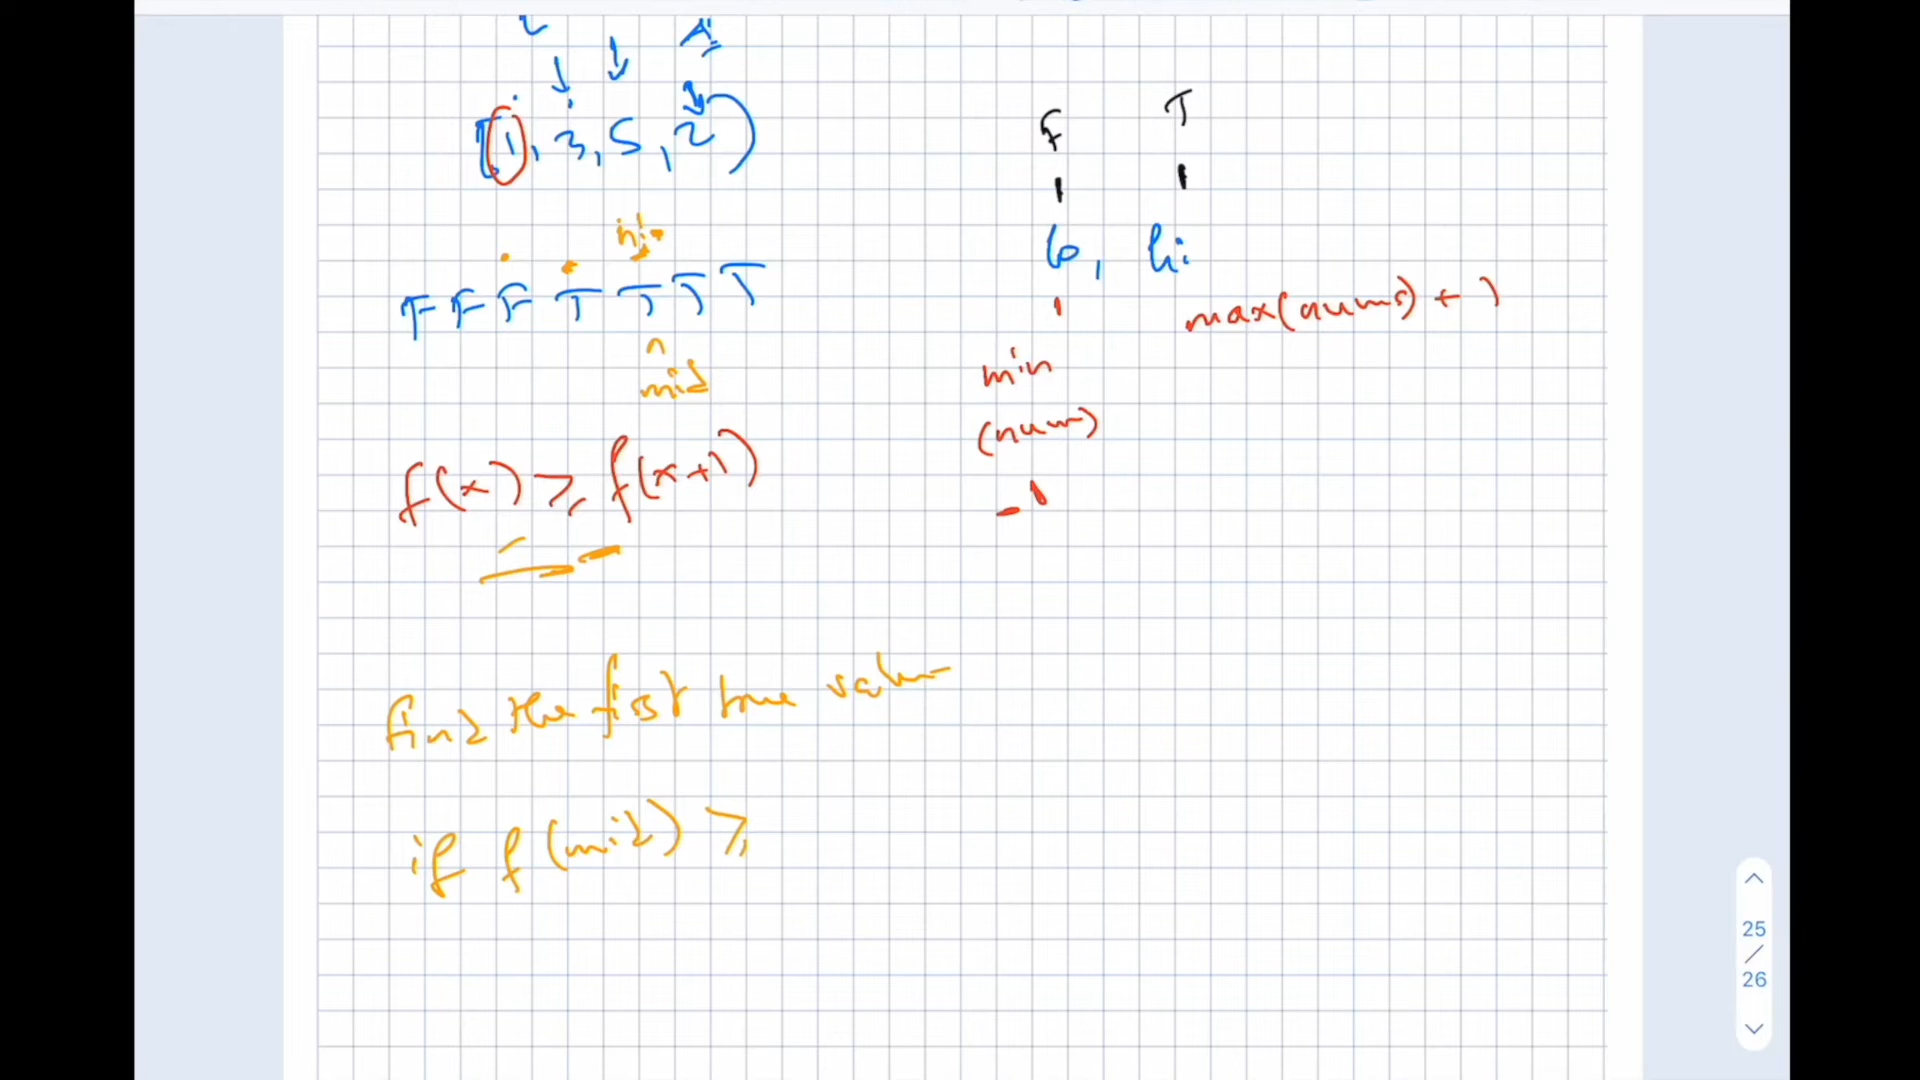 [1, 3, 5, 2)
F T
hi
lo, hi
F F F T T T T
max(nums) + 1
mid
min
(num)
f(x) ≥ f(x+1)
- 1
find the first true value
if f(mid) ≥
25
/
26